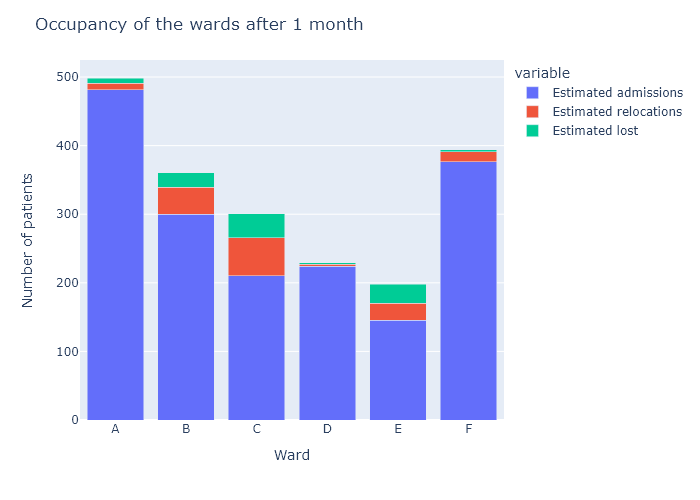 Occupancy of the wards after 1 month
variable
Estimated admissions
Estimated relocations
Estimated lost
Number of patients
500
400
300
200
100
0
A B C D E F
Ward